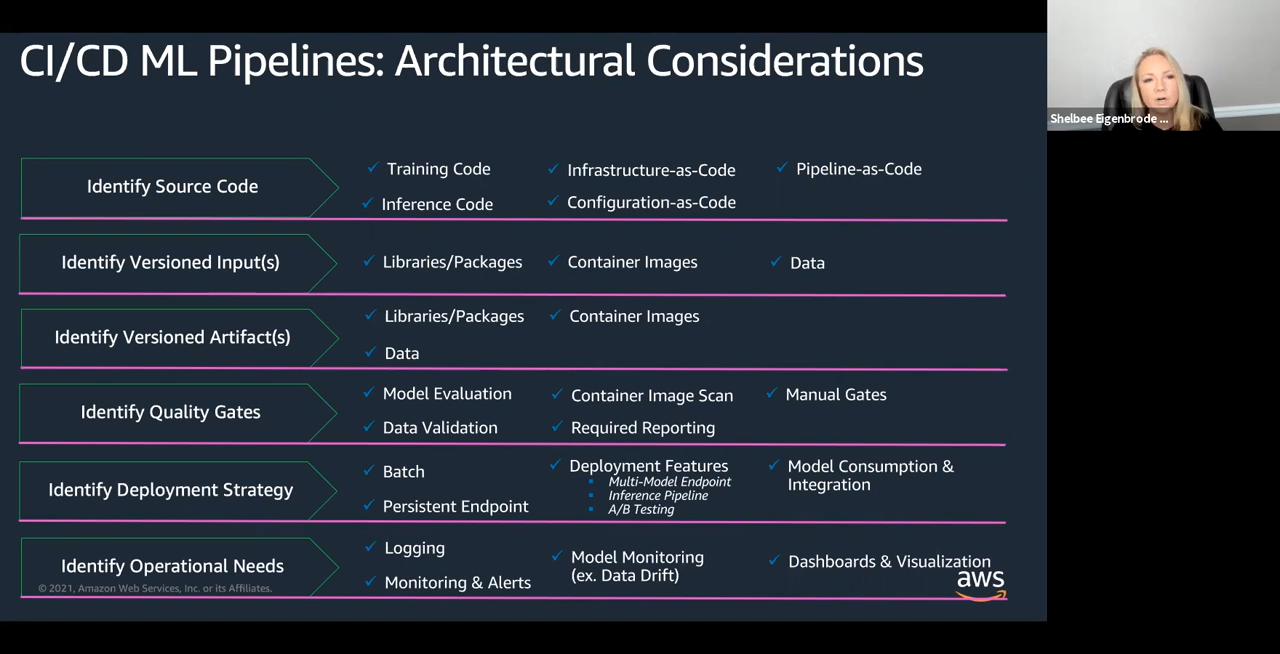 CI/CD ML Pipelines: Architectural Considerations
Shelbee Eigenbrode ...
Identify Source Code
Training Code
Infrastructure-as-Code
Pipeline-as-Code
Inference Code
Configuration-as-Code
Identify Versioned Input(s)
Libraries/Packages
Container Images
Data
Identify Versioned Artifact(s)
Libraries/Packages
Container Images
Data
Identify Quality Gates
Model Evaluation
Container Image Scan
Manual Gates
Data Validation
Required Reporting
Identify Deployment Strategy
Batch
Persistent Endpoint
Deployment Features
Multi-Model Endpoint
Inference Pipeline
A/B Testing
Model Consumption &
Integration
Identify Operational Needs
Logging
Monitoring & Alerts
Model Monitoring
(ex. Data Drift)
Dashboards & Visualization
© 2021, Amazon Web Services, Inc. or its Affiliates.
aws